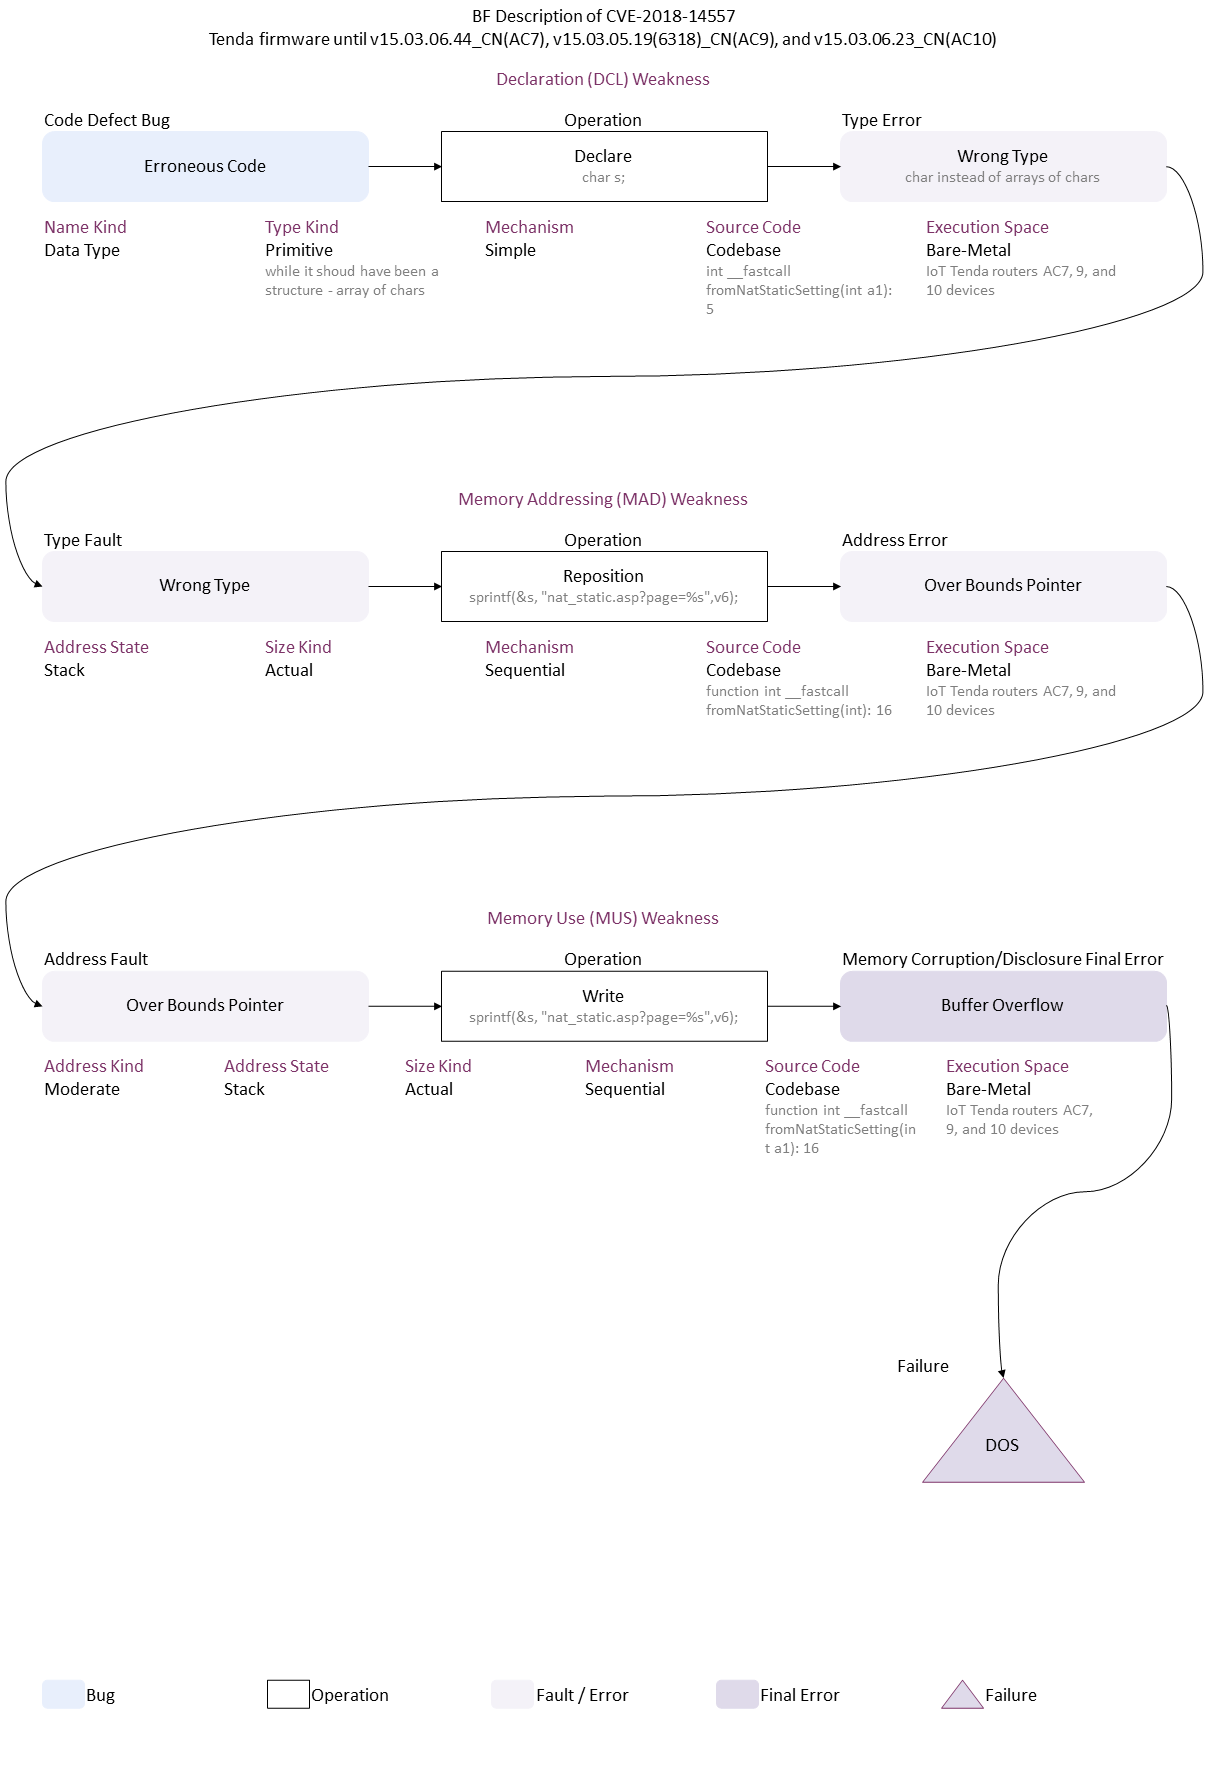 BF Description of CVE-2018-14557
Tenda firmware until v15.03.06.44_CN(AC7), v15.03.05.19(6318)_CN(AC9), and v15.03.06.23_CN(AC10)
Declaration (DCL) Weakness
Code Defect Bug
Operation
Type Error
Erroneous Code
Declare
char s;
Wrong Type
char instead of arrays of chars
Name Kind
Data Type
Type Kind
Primitive
while it shoud have been a
structure - array of chars
Mechanism
Simple
Source Code
Codebase
int __fastcall
fromNatStaticSetting(int a1):
5
Execution Space
Bare-Metal
IoT Tenda routers AC7, 9, and
10 devices
Memory Addressing (MAD) Weakness
Type Fault
Operation
Address Error
Wrong Type
Reposition
sprintf(&s, "nat_static.asp?page=%s",v6);
Over Bounds Pointer
Address State
Stack
Size Kind
Actual
Mechanism
Sequential
Source Code
Codebase
function int __fastcall
fromNatStaticSetting(int): 16
Execution Space
Bare-Metal
IoT Tenda routers AC7, 9, and
10 devices
Memory Use (MUS) Weakness
Address Fault
Operation
Memory Corruption/Disclosure Final Error
Over Bounds Pointer
Write
sprintf(&s, "nat_static.asp?page=%s",v6);
Buffer Overflow
Address Kind
Moderate
Address State
Stack
Size Kind
Actual
Mechanism
Sequential
Source Code
Codebase
function int __fastcall
fromNatStaticSetting(in
t a1): 16
Execution Space
Bare-Metal
IoT Tenda routers AC7,
9, and 10 devices
Failure
DOS
Bug
Operation
Fault / Error
Final Error
Failure